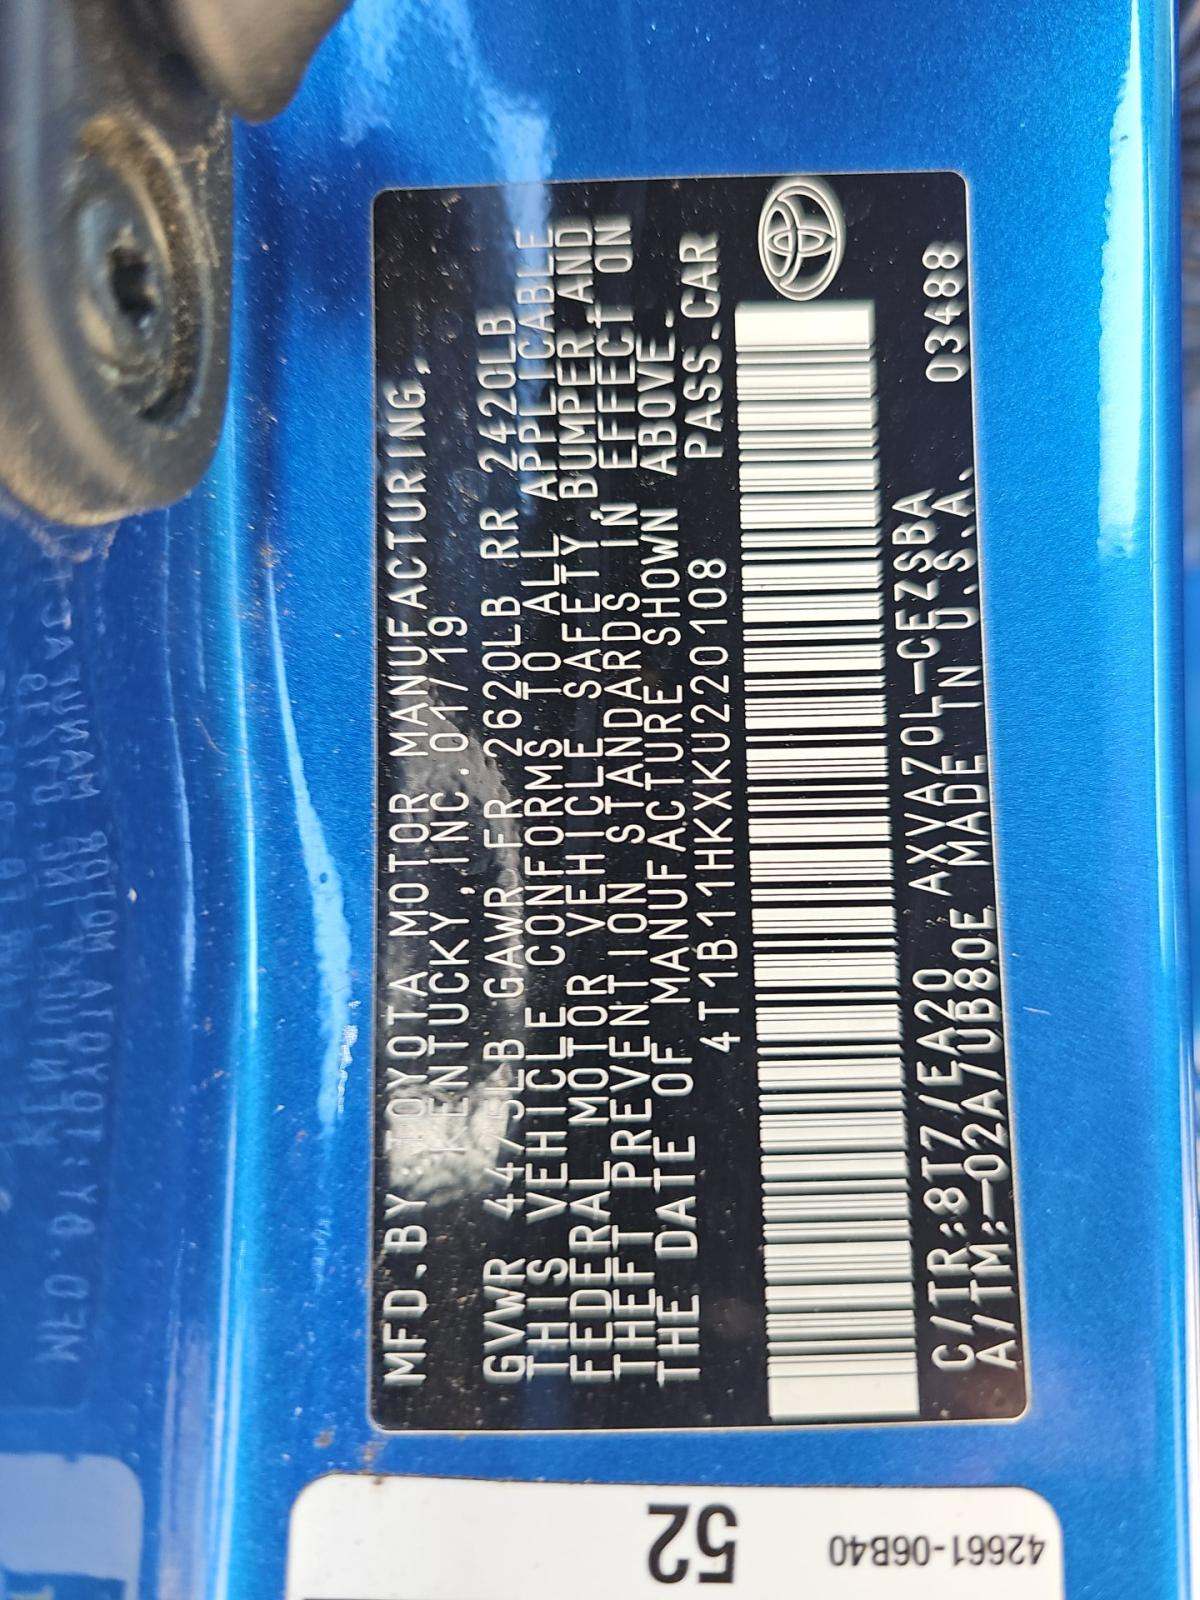 MFD.BY TOYOTA MOTOR MANUFACTURING.
KENTUCKY,INC.01/19
GVWR 4475LB GAWR FR 2620LB RR 2420LB
THIS VEHICLE CONFORMS TO ALL APPLICABLE
FEDERAL MOTOR VEHICLE SAFETY,BUMPER,AND
THEFT PREVENTION STANDARDS IN EFFECT ON
THE DATE OF MANUFACTURE SHOWN ABOVE.
4T1B11HKXKU220108 PASS.CAR
C/TR:8T7/EA20 AXVA70L-CEZSBA 03488
A/TM:-02A/UB80E MADE IN U.S.A.
52
42661-06B40